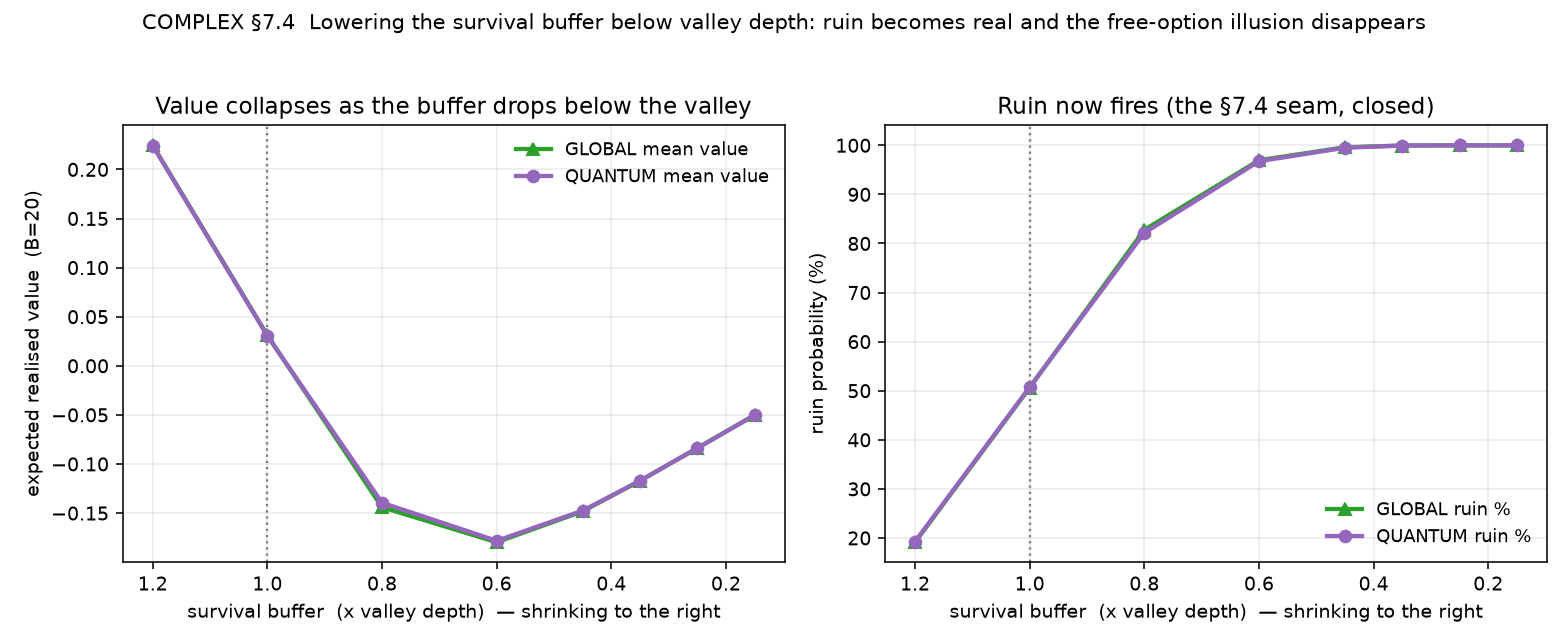 COMPLEX §7.4  Lowering the survival buffer below valley depth: ruin becomes real and the free-option illusion disappears
Value collapses as the buffer drops below the valley
GLOBAL mean value
QUANTUM mean value
expected realised value  (B=20)
0.20
0.15
0.10
0.05
0.00
−0.05
−0.10
−0.15
1.2
1.0
0.8
0.6
0.4
0.2
survival buffer  (x valley depth)  — shrinking to the right
Ruin now fires (the §7.4 seam, closed)
ruin probability (%)
100
90
80
70
60
50
40
30
20
GLOBAL ruin %
QUANTUM ruin %
1.2
1.0
0.8
0.6
0.4
0.2
survival buffer  (x valley depth)  — shrinking to the right